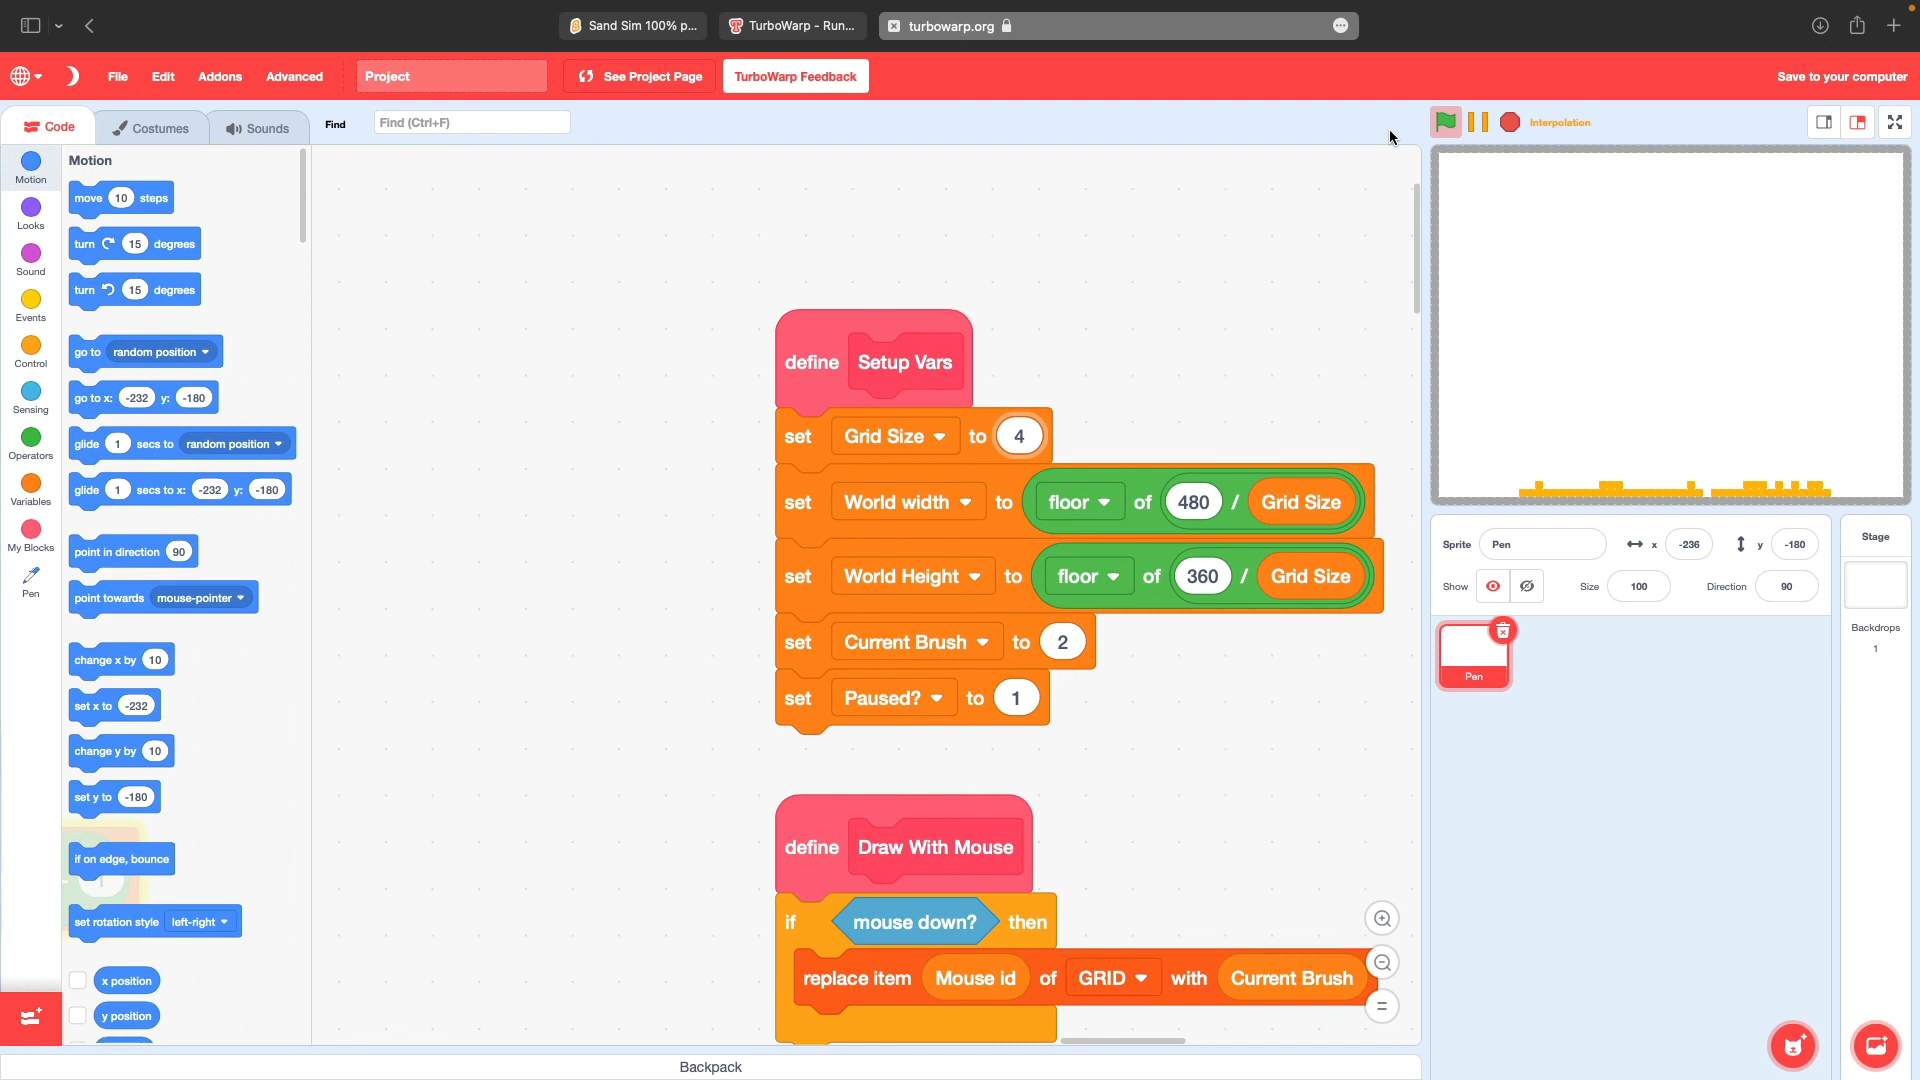 Sand Sim 100% p...
TurboWarp - Run...
turbowarp.org
File
Edit
Addons
Advanced
Project
See Project Page
TurboWarp Feedback
Save to your computer
Code
Costumes
Sounds
Find
Find (Ctrl+F)
Interpolation
Motion
Looks
Sound
Events
Control
Sensing
Operators
Variables
My Blocks
Pen
Motion
move 10 steps
turn 15 degrees
turn 15 degrees
go to random position
go to x: -232 y: -180
glide 1 secs to random position
glide 1 secs to x: -232 y: -180
point in direction 90
point towards mouse-pointer
change x by 10
set x to -232
change y by 10
set y to -180
if on edge, bounce
set rotation style left-right
x position
y position
define Setup Vars
set Grid Size to 4
set World width to floor of 480 / Grid Size
set World Height to floor of 360 / Grid Size
set Current Brush to 2
set Paused? to 1
define Draw With Mouse
if mouse down? then
replace item Mouse id of GRID with Current Brush
Backpack
Sprite Pen x -236 y -180
Show Size 100 Direction 90
Pen
Stage
Backdrops
1